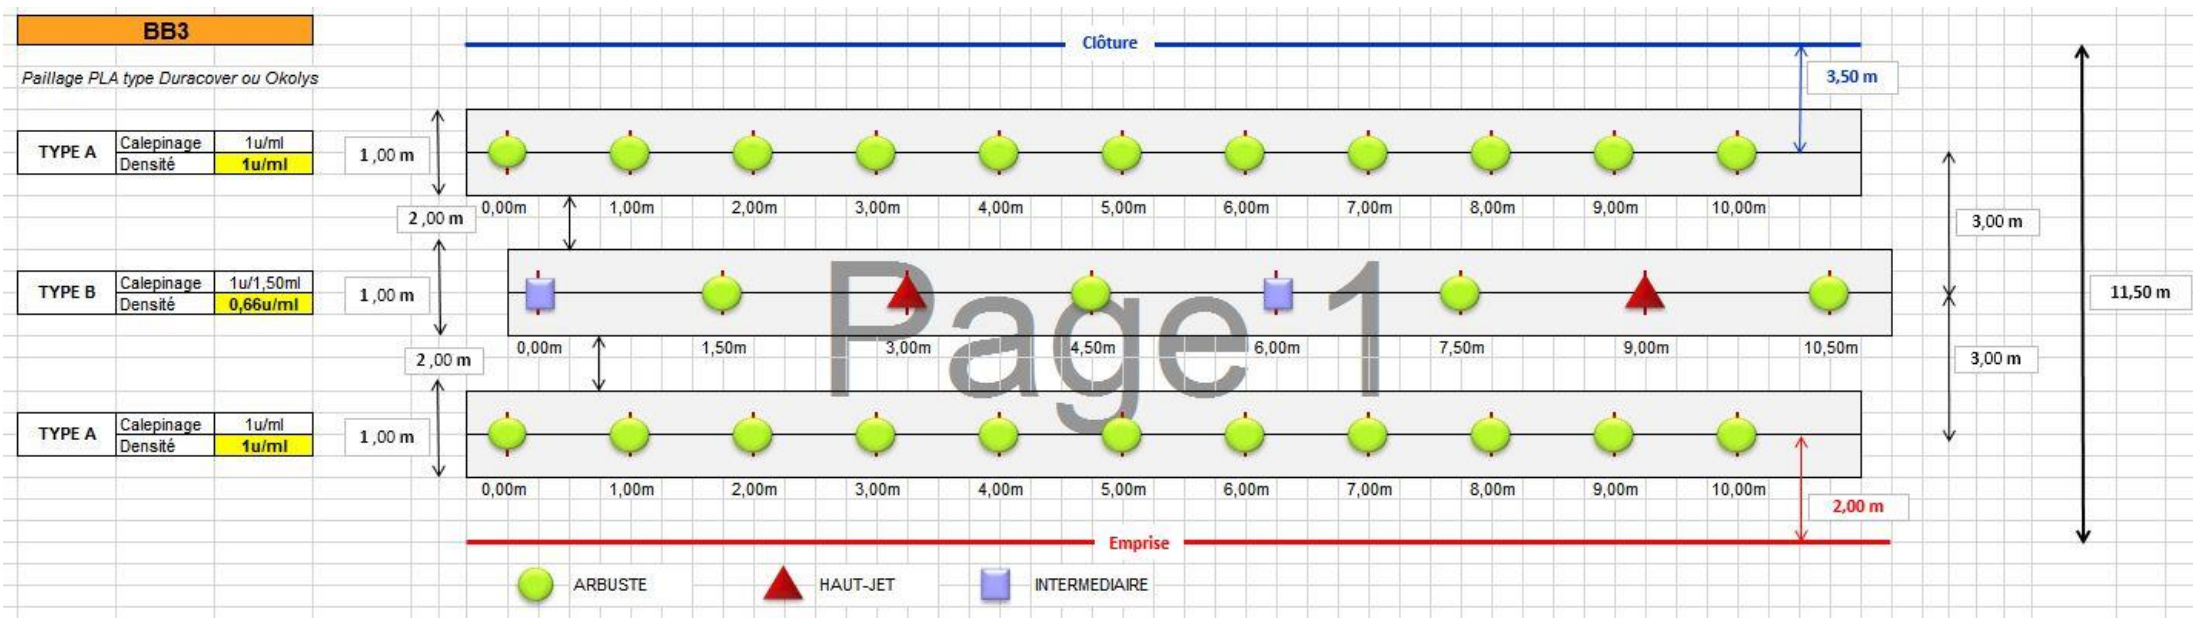 BB3
Clôture
3,50 m
Paillage PLA type Duracover ou Okolys
TYPE A
Calepinage 1u/ml
Densité 1u/ml
1,00 m
0,00m 1,00m 2,00m 3,00m 4,00m 5,00m 6,00m 7,00m 8,00m 9,00m 10,00m
2,00 m
3,00 m
TYPE B
Calepinage 1u/1,50ml
Densité 0,66u/ml
1,00 m
11,50 m
Page 1
0,00m 1,50m 3,00m 4,50m 6,00m 7,50m 9,00m 10,50m
2,00 m
3,00 m
TYPE A
Calepinage 1u/ml
Densité 1u/ml
1,00 m
0,00m 1,00m 2,00m 3,00m 4,00m 5,00m 6,00m 7,00m 8,00m 9,00m 10,00m
2,00 m
Emprise
ARBUSTE HAUT-JET INTERMEDIAIRE